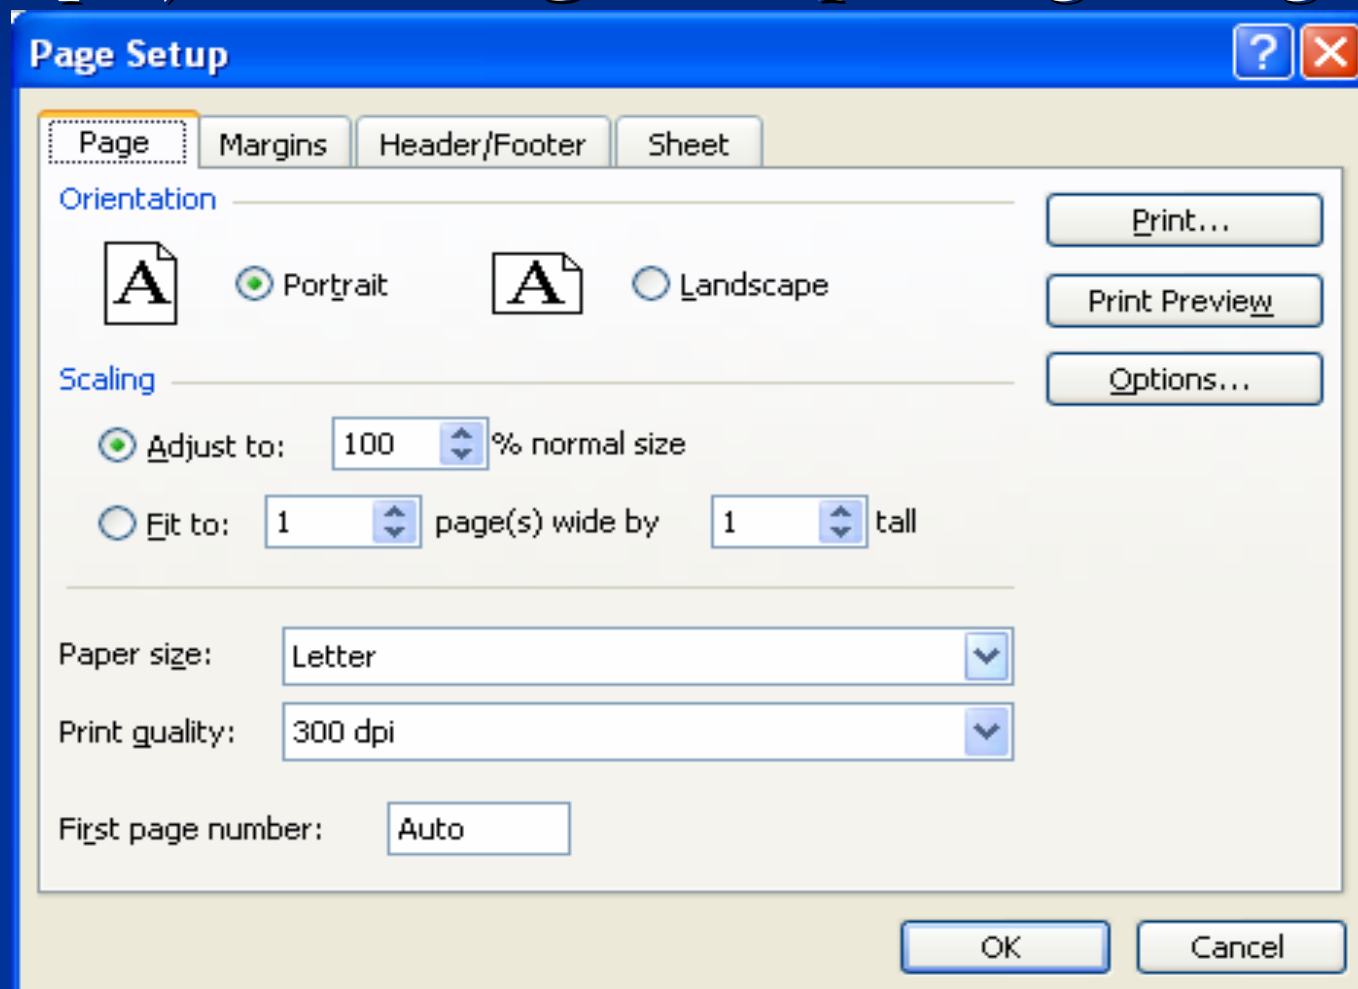 Page Setup
Page Margins Header/Footer Sheet
Orientation
A Portrait A Landscape
Print...
Print Preview
Options...
Scaling
Adjust to: 100 % normal size
Fit to: 1 page(s) wide by 1 tall
Paper size: Letter
Print quality: 300 dpi
First page number: Auto
OK Cancel